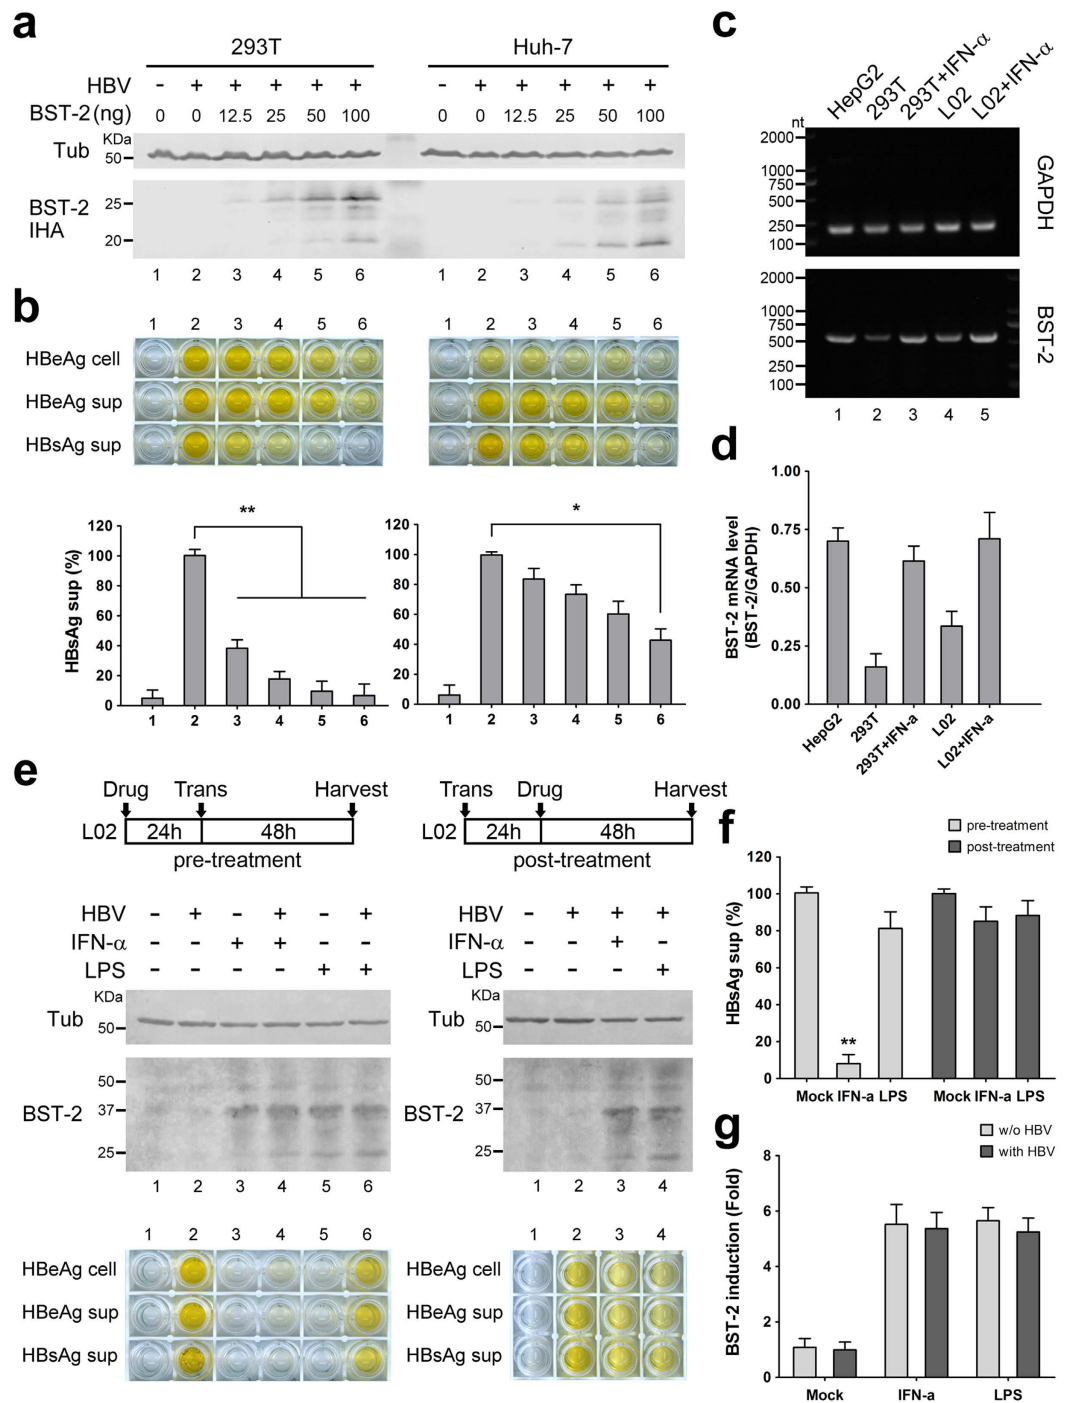 a
293T Huh-7
HBV - + + + + + - + + + + +
BST-2 (ng) 0 0 12.5 25 50 100 0 0 12.5 25 50 100
KDa
Tub 50
BST-2
IHA
25
20
1 2 3 4 5 6 1 2 3 4 5 6
b
1 2 3 4 5 6 1 2 3 4 5 6
HBeAg cell
HBeAg sup
HBsAg sup
HBsAg sup (%)
120
100
80
60
40
20
0
**
1 2 3 4 5 6
120
100
80
60
40
20
0
*
1 2 3 4 5 6
c
HepG2 293T 293T+IFN-α L02 L02+IFN-α
nt
2000
1000
750
500
250
100
GAPDH
2000
1000
750
500
250
100
BST-2
1 2 3 4 5
d
BST-2 mRNA level
(BST-2/GAPDH)
1.00
0.75
0.50
0.25
0.00
HepG2 293T 293T+IFN-a L02 L02+IFN-a
e
Drug Trans Harvest
L02 24h 48h
pre-treatment
Trans Drug Harvest
L02 24h 48h
post-treatment
HBV - + - + - +
IFN-α - - + + - -
LPS - - - - + +
KDa
Tub 50
BST-2
50
37
25
1 2 3 4 5 6
HBV - + + +
IFN-α - - + -
LPS - - - +
KDa
Tub 50
BST-2
50
37
25
1 2 3 4
1 2 3 4 5 6
HBeAg cell
HBeAg sup
HBsAg sup
1 2 3 4
HBeAg cell
HBeAg sup
HBsAg sup
f
pre-treatment
post-treatment
HBsAg sup (%)
120
100
80
60
40
20
0
**
Mock IFN-a LPS Mock IFN-a LPS
g
w/o HBV
with HBV
BST-2 induction (Fold)
8
6
4
2
0
Mock IFN-a LPS